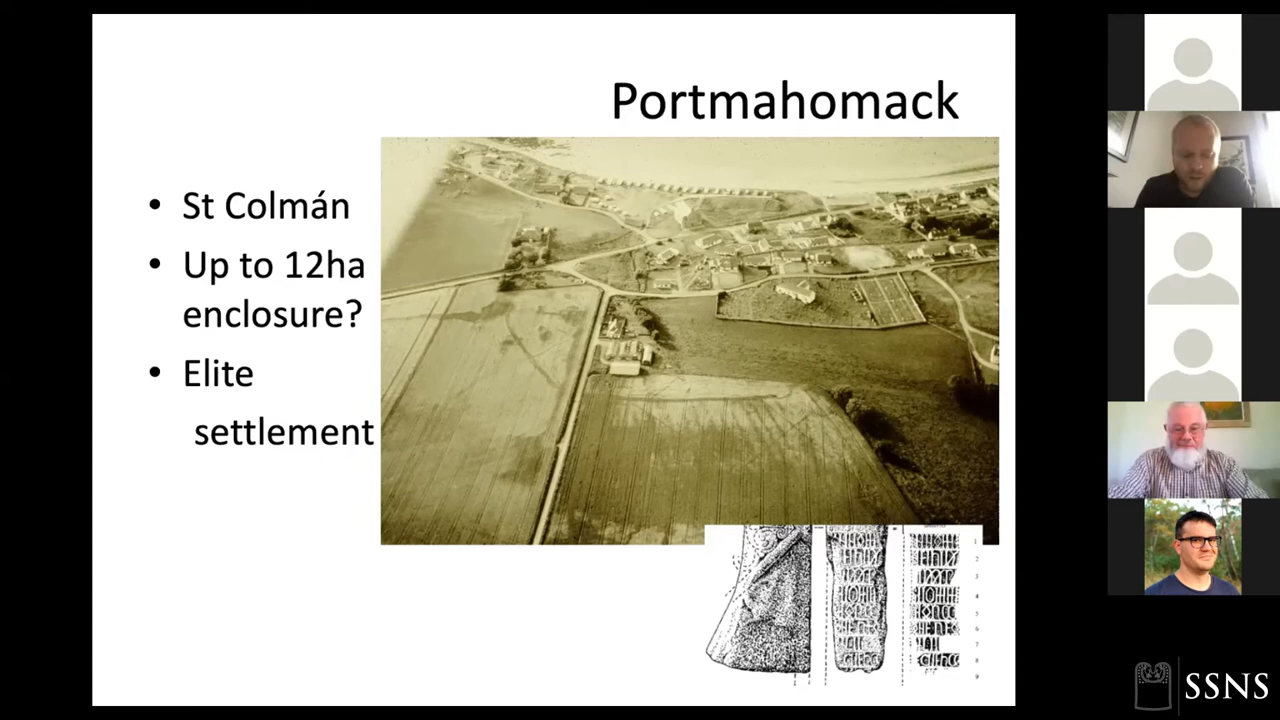 Portmahomack
• St Colmán
• Up to 12ha
enclosure?
• Elite
settlement
SSNS